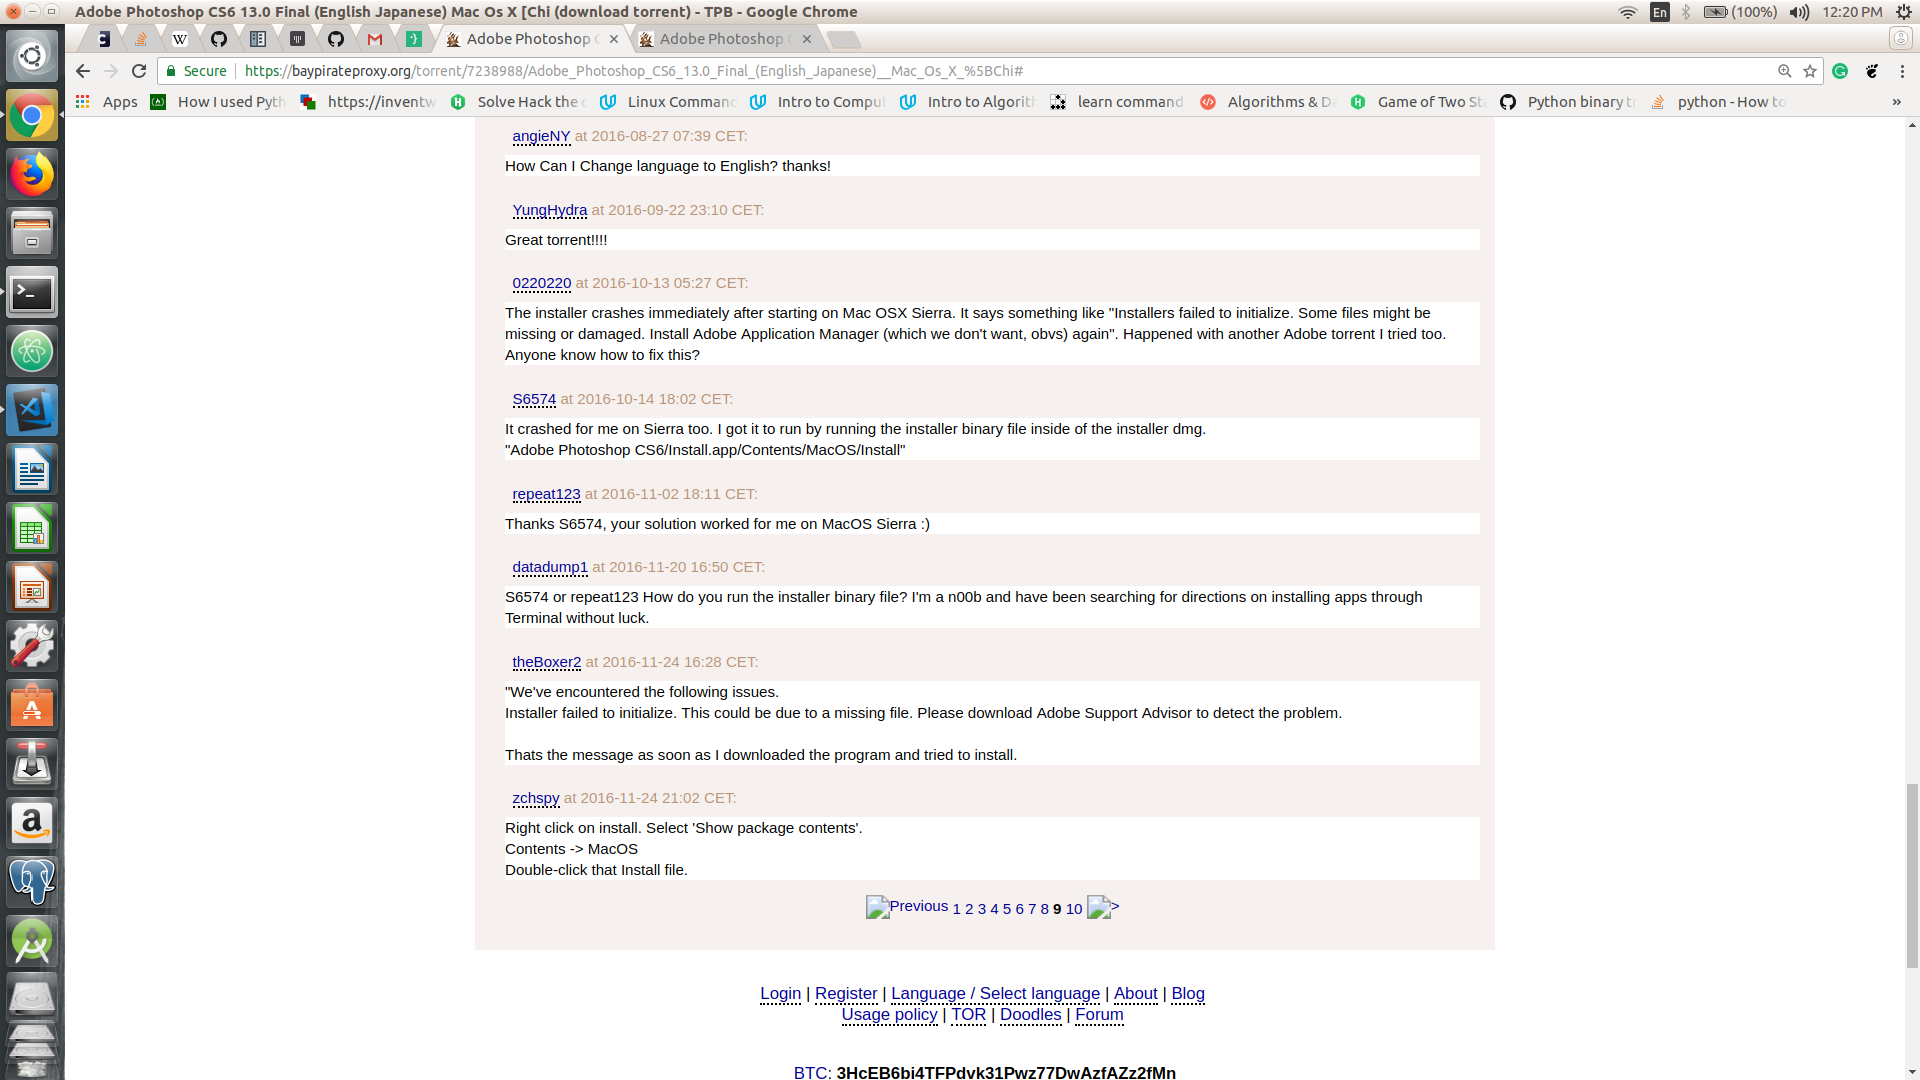 Adobe Photoshop CS6 13.0 Final (English Japanese) Mac Os X [Chi (download torrent) - TPB - Google Chrome
En (100%) 12:20 PM
Adobe Photoshop Adobe Photoshop
Secure https://baypirateproxy.org/torrent/7238988/Adobe_Photoshop_CS6_13.0_Final_(English_Japanese)__Mac_Os_X_%5BChi#
Apps How I used Pyth https://inventw Solve Hack the Linux Comman Intro to Comput Intro to Algorit learn command Algorithms & Da Game of Two Sta Python binary tr python - How to »
angieNY at 2016-08-27 07:39 CET:
How Can I Change language to English? thanks!
YungHydra at 2016-09-22 23:10 CET:
Great torrent!!!!
0220220 at 2016-10-13 05:27 CET:
The installer crashes immediately after starting on Mac OSX Sierra. It says something like "Installers failed to initialize. Some files might be
missing or damaged. Install Adobe Application Manager (which we don't want, obvs) again". Happened with another Adobe torrent I tried too.
Anyone know how to fix this?
S6574 at 2016-10-14 18:02 CET:
It crashed for me on Sierra too. I got it to run by running the installer binary file inside of the installer dmg.
"Adobe Photoshop CS6/Install.app/Contents/MacOS/Install"
repeat123 at 2016-11-02 18:11 CET:
Thanks S6574, your solution worked for me on MacOS Sierra :)
datadump1 at 2016-11-20 16:50 CET:
S6574 or repeat123 How do you run the installer binary file? I'm a n00b and have been searching for directions on installing apps through
Terminal without luck.
theBoxer2 at 2016-11-24 16:28 CET:
"We've encountered the following issues.
Installer failed to initialize. This could be due to a missing file. Please download Adobe Support Advisor to detect the problem.
Thats the message as soon as I downloaded the program and tried to install.
zchspy at 2016-11-24 21:02 CET:
Right click on install. Select 'Show package contents'.
Contents -> MacOS
Double-click that Install file.
Previous 1 2 3 4 5 6 7 8 9 10 >
Login | Register | Language / Select language | About | Blog
Usage policy | TOR | Doodles | Forum
BTC: 3HcEB6bi4TFPdvk31Pwz77DwAzfAZz2fMn